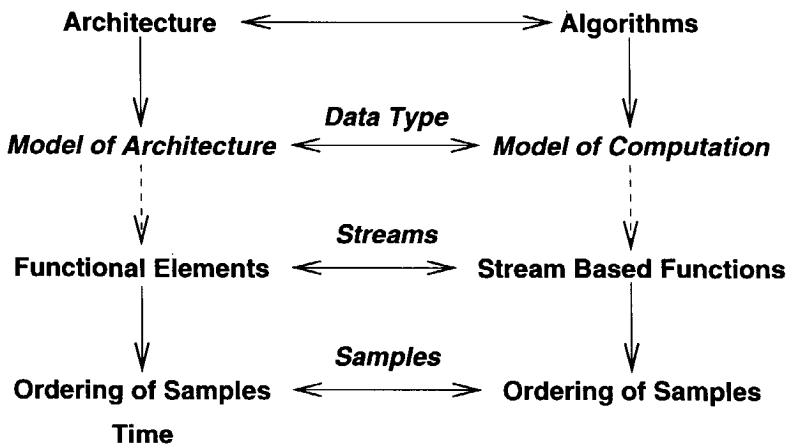 Architecture
Algorithms
Data Type
Model of Architecture
Model of Computation
Streams
Functional Elements
Stream Based Functions
Samples
Ordering of Samples
Ordering of Samples
Time